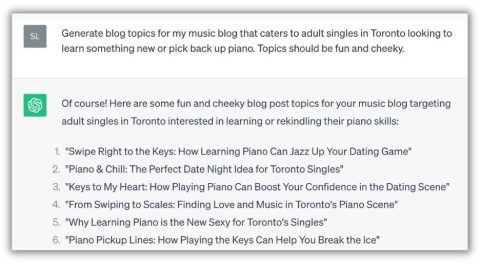 SL
Generate blog topics for my music blog that caters to adult singles in Toronto looking to
learn something new or pick back up piano. Topics should be fun and cheeky.
Of course! Here are some fun and cheeky blog post topics for your music blog targeting
adult singles in Toronto interested in learning or rekindling their piano skills:
1. "Swipe Right to the Keys: How Learning Piano Can Jazz Up Your Dating Game"
2. "Piano & Chill: The Perfect Date Night Idea for Toronto Singles"
3. "Keys to My Heart: How Playing Piano Can Boost Your Confidence in the Dating Scene"
4. "From Swiping to Scales: Finding Love and Music in Toronto's Piano Scene"
5. "Why Learning Piano is the New Sexy for Toronto's Singles"
6. "Piano Pickup Lines: How Playing the Keys Can Help You Break the Ice"